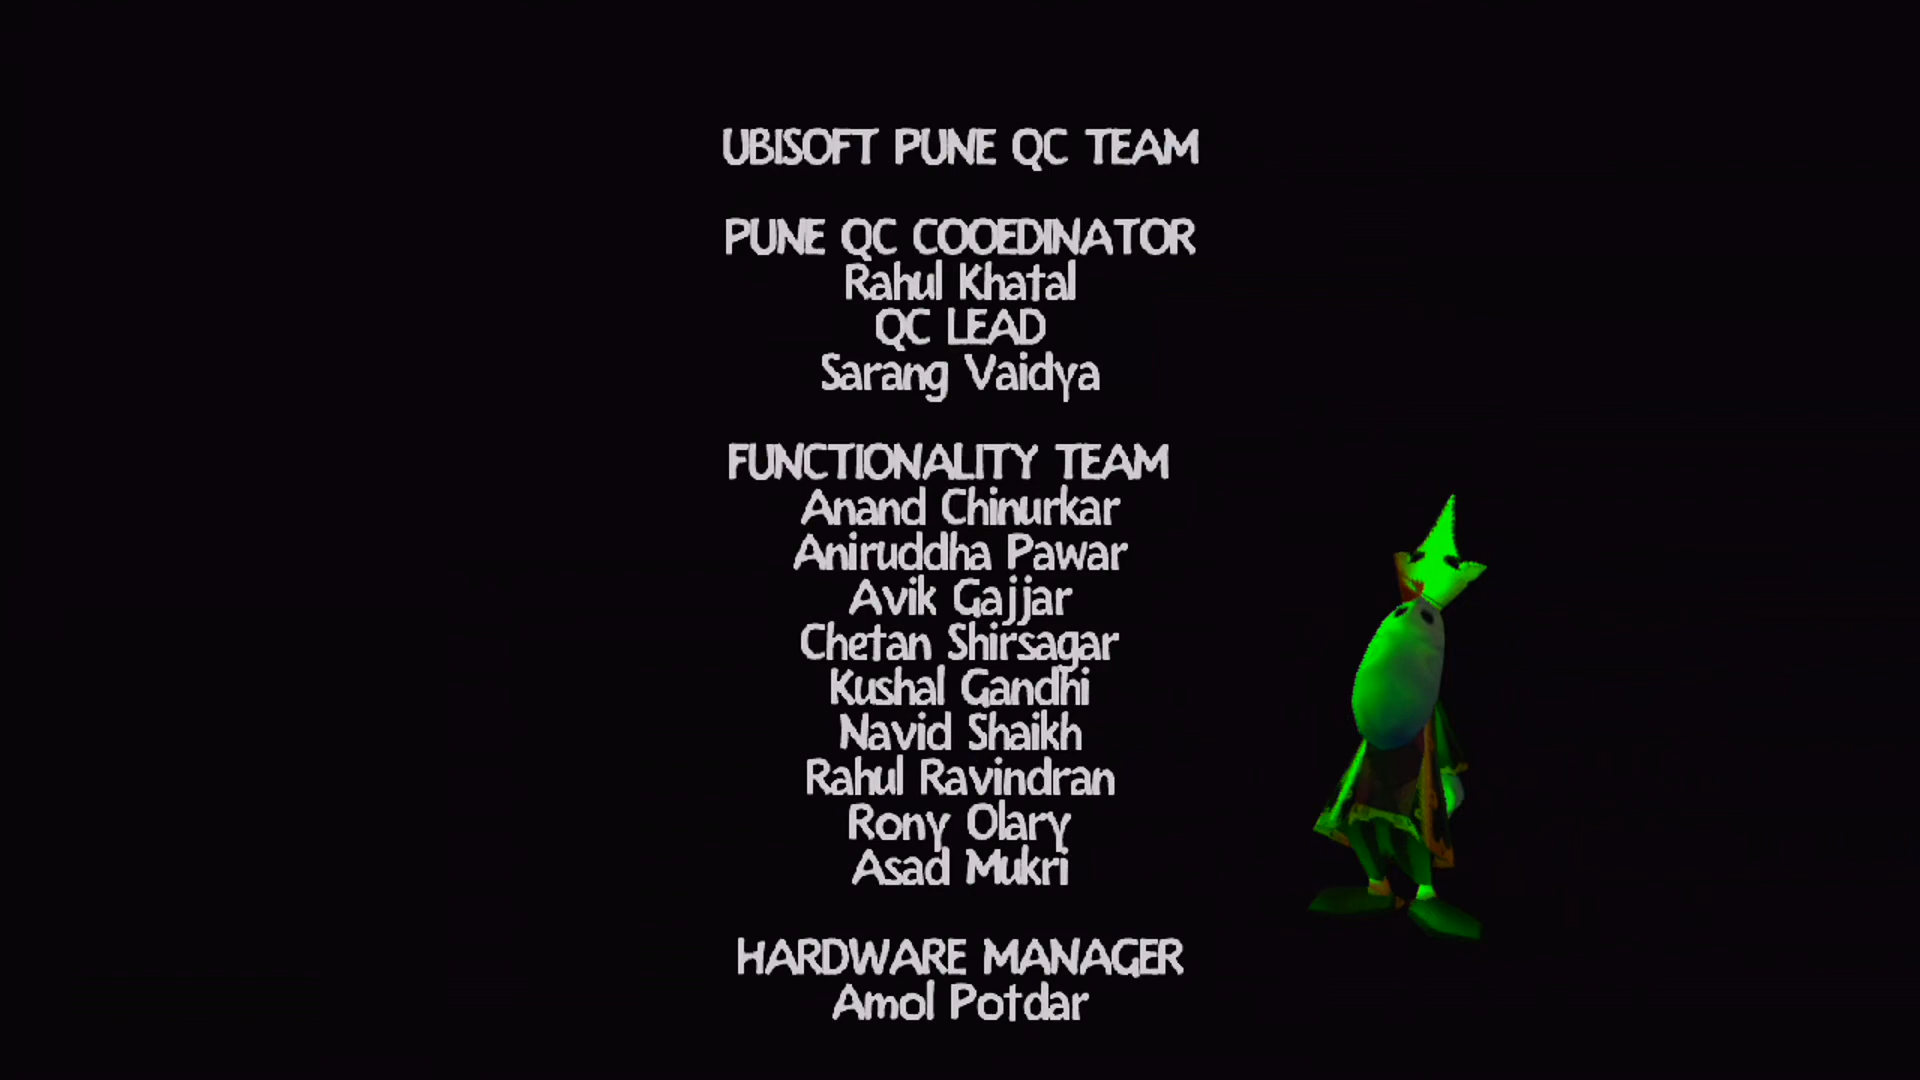 UBISOFT PUNE QC TEAM
PUNE QC COOEDINATOR
Rahul Khatal
QC LEAD
Sarang Vaidya
FUNCTIONALITY TEAM
Anand Chinurkar
Aniruddha Pawar
Avik Gajjar
Chetan Shirsagar
Kushal Gandhi
Navid Shaikh
Rahul Ravindran
Rony Olary
Asad Mukri
HARDWARE MANAGER
Amol Potdar